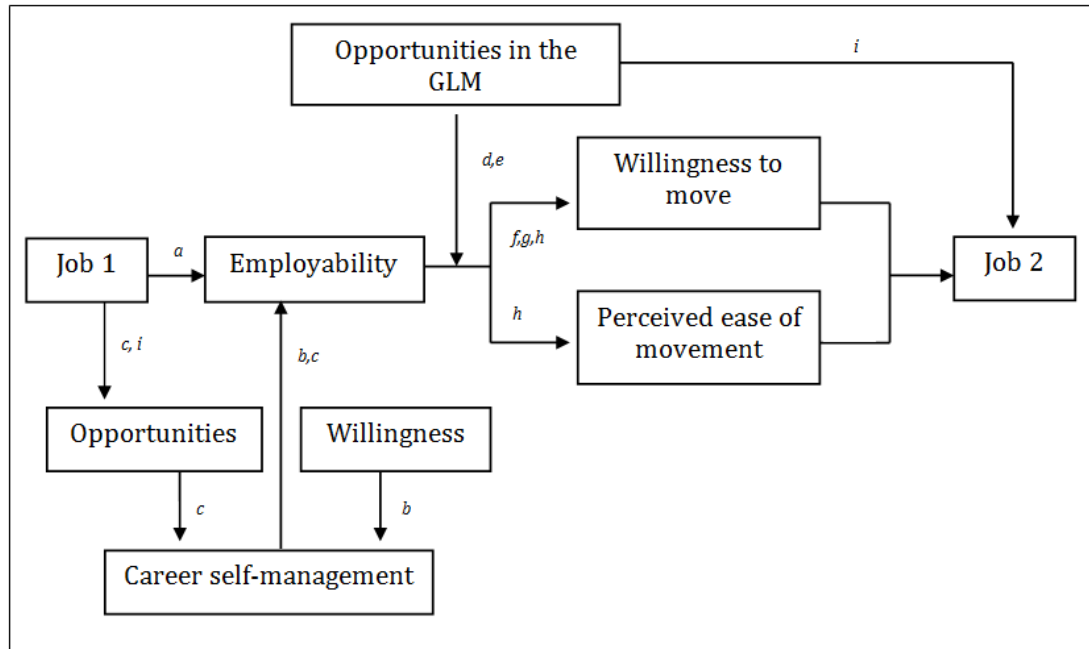 Opportunities in the
GLM
i
d,e
Willingness to
move
f,g,h
Job 1
a
Employability
Job 2
h
Perceived ease of
movement
c, i
b,c
Opportunities
Willingness
c
b
Career self-management